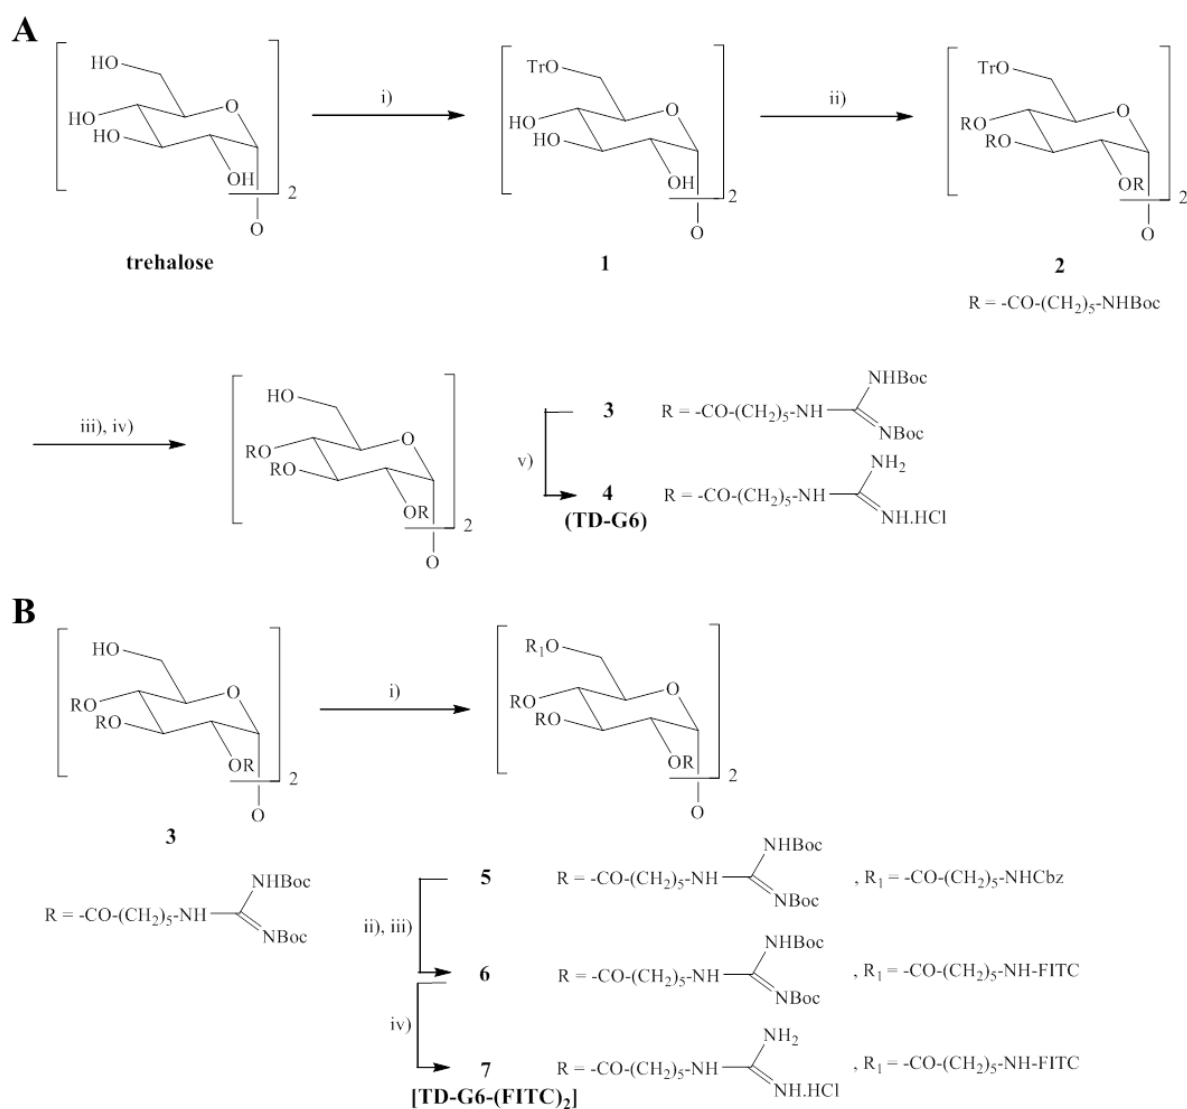 A
HO
HO
HO
OH
O
2
O
trehalose
i)
TrO
HO
HO
OH
O
2
O
1
ii)
TrO
RO
RO
OR
O
2
O
2
R = -CO-(CH2)5-NHBoc
iii), iv)
HO
RO
RO
OR
O
2
O
v)
3
R = -CO-(CH2)5-NH
NHBoc
NBoc
4
(TD-G6)
R = -CO-(CH2)5-NH
NH2
NH.HCl
B
HO
RO
RO
OR
O
2
O
3
R = -CO-(CH2)5-NH
NHBoc
NBoc
i)
R1O
RO
RO
OR
O
2
O
5
R = -CO-(CH2)5-NH
NHBoc
NBoc
, R1 = -CO-(CH2)5-NHCbz
ii), iii)
6
R = -CO-(CH2)5-NH
NHBoc
NBoc
, R1 = -CO-(CH2)5-NH-FITC
iv)
7
[TD-G6-(FITC)2]
R = -CO-(CH2)5-NH
NH2
NH.HCl
, R1 = -CO-(CH2)5-NH-FITC